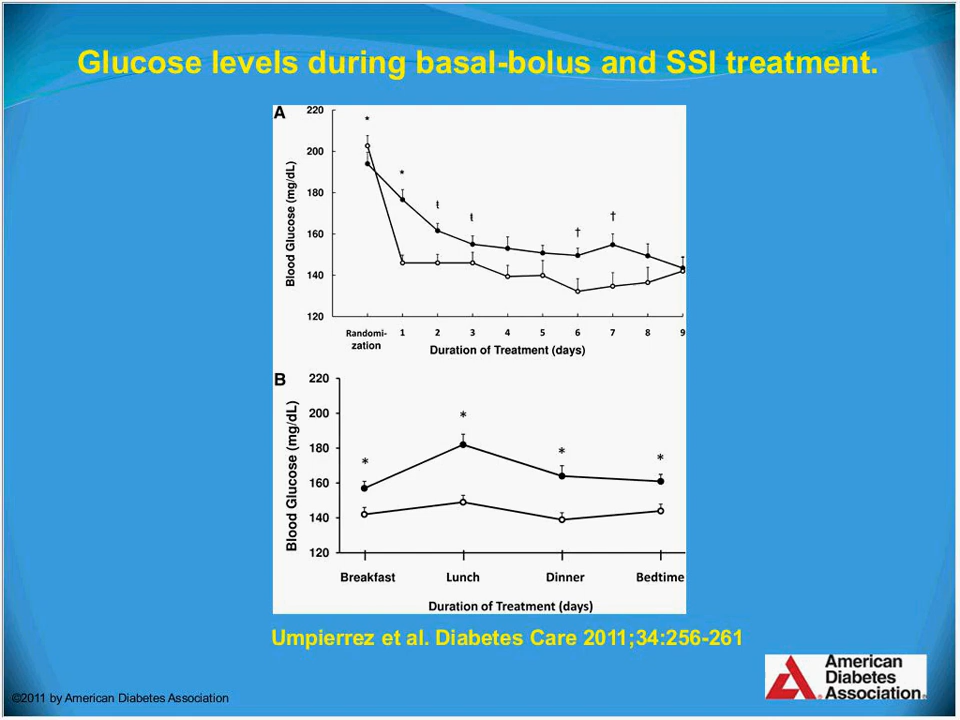 Glucose levels during basal-bolus and SSI treatment.
A
220
200
180
160
140
120
Blood Glucose (mg/dL)
* * ŧ ŧ † †
Randomi-
zation
1 2 3 4 5 6 7 8 9
Duration of Treatment (days)
B
220
200
180
160
140
120
Blood Glucose (mg/dL)
* * * *
Breakfast Lunch Dinner Bedtime
Duration of Treatment (days)
Umpierrez et al. Diabetes Care 2011;34:256-261
©2011 by American Diabetes Association
American
Diabetes
Association.